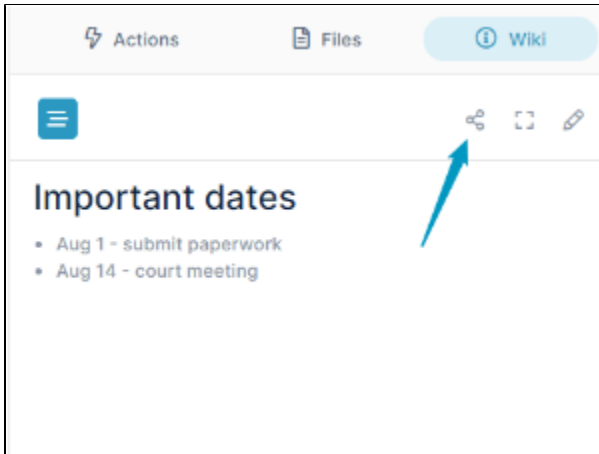 Actions Files Wiki
Important dates
• Aug 1 - submit paperwork
• Aug 14 - court meeting